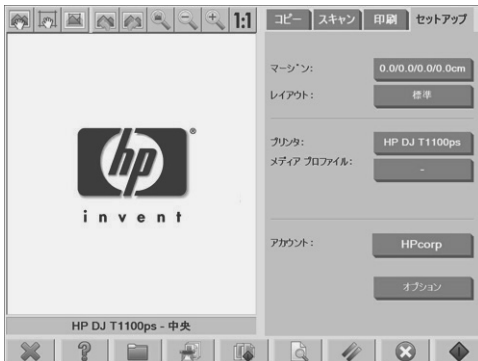 1:1
コピー
スキャン
印刷
セットアップ
マージン:
0.0/0.0/0.0/0.0cm
レイアウト:
標準
プリンタ:
HP DJ T1100ps
メディア プロファイル:
-
hp
®
invent
アカウント:
HPcorp
オプション
HP DJ T1100ps - 中央